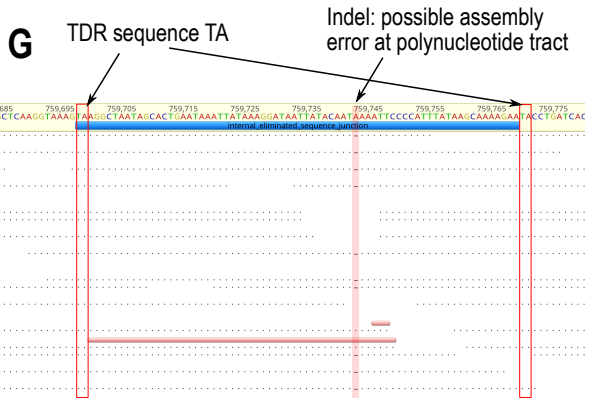 G
TDR sequence TA
Indel: possible assembly
error at polynucleotide tract
685 759,695 759,705 759,715 759,725 759,735 759,745 759,755 759,765 759,775
CTCAAGGTAAAGTAAGGCTAATAGCACTGAATAAATTATAAAGGATAATTATACAATAAAATTCCCCATTTATAAGCAAAAGAATACCTGATCAC
internal_eliminated_sequence_junction